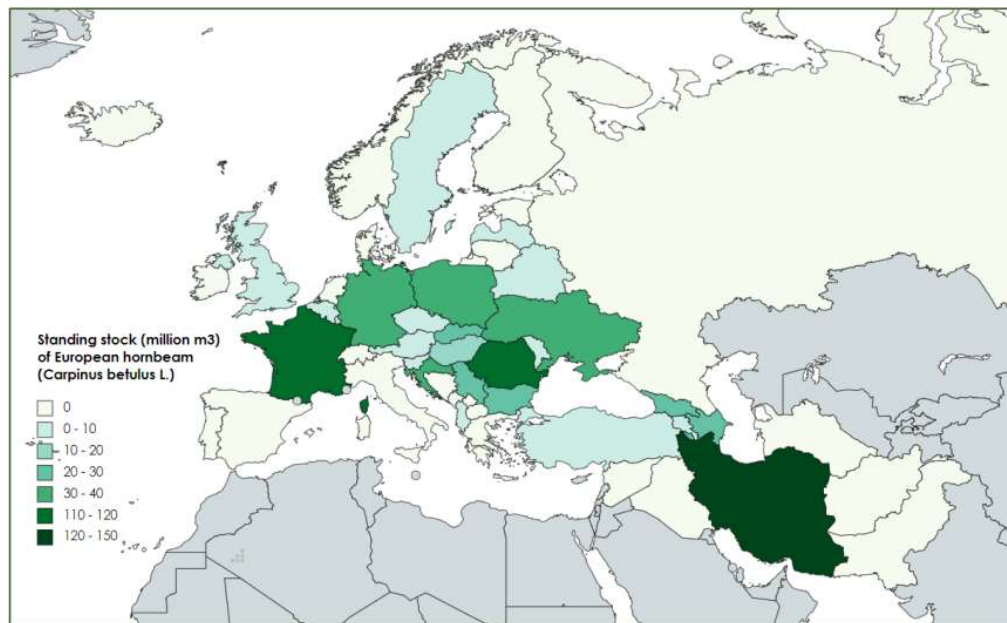 Standing stock (million m3)
of European hornbeam
(Carpinus betulus L.)
0
0 - 10
10 - 20
20 - 30
30 - 40
110 - 120
120 - 150